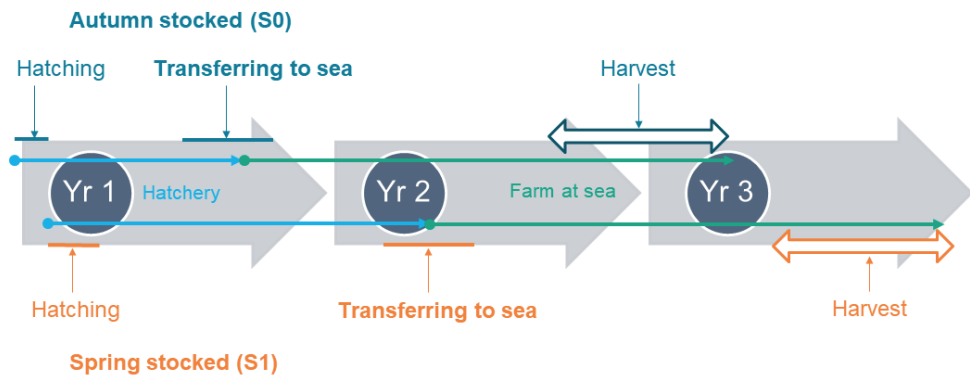 Autumn stocked (S0)
Hatching
Transferring to sea
Harvest
Yr 1
Hatchery
Yr 2
Farm at sea
Yr 3
Hatching
Transferring to sea
Harvest
Spring stocked (S1)